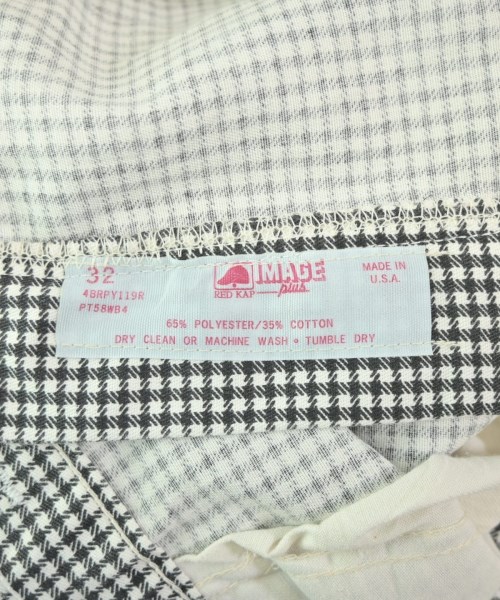 32
48RPY119R
PT58WB4
RED KAP
IMAGE
plus
MADE IN
U.S.A.
65% POLYESTER/35% COTTON
DRY CLEAN OR MACHINE WASH • TUMBLE DRY